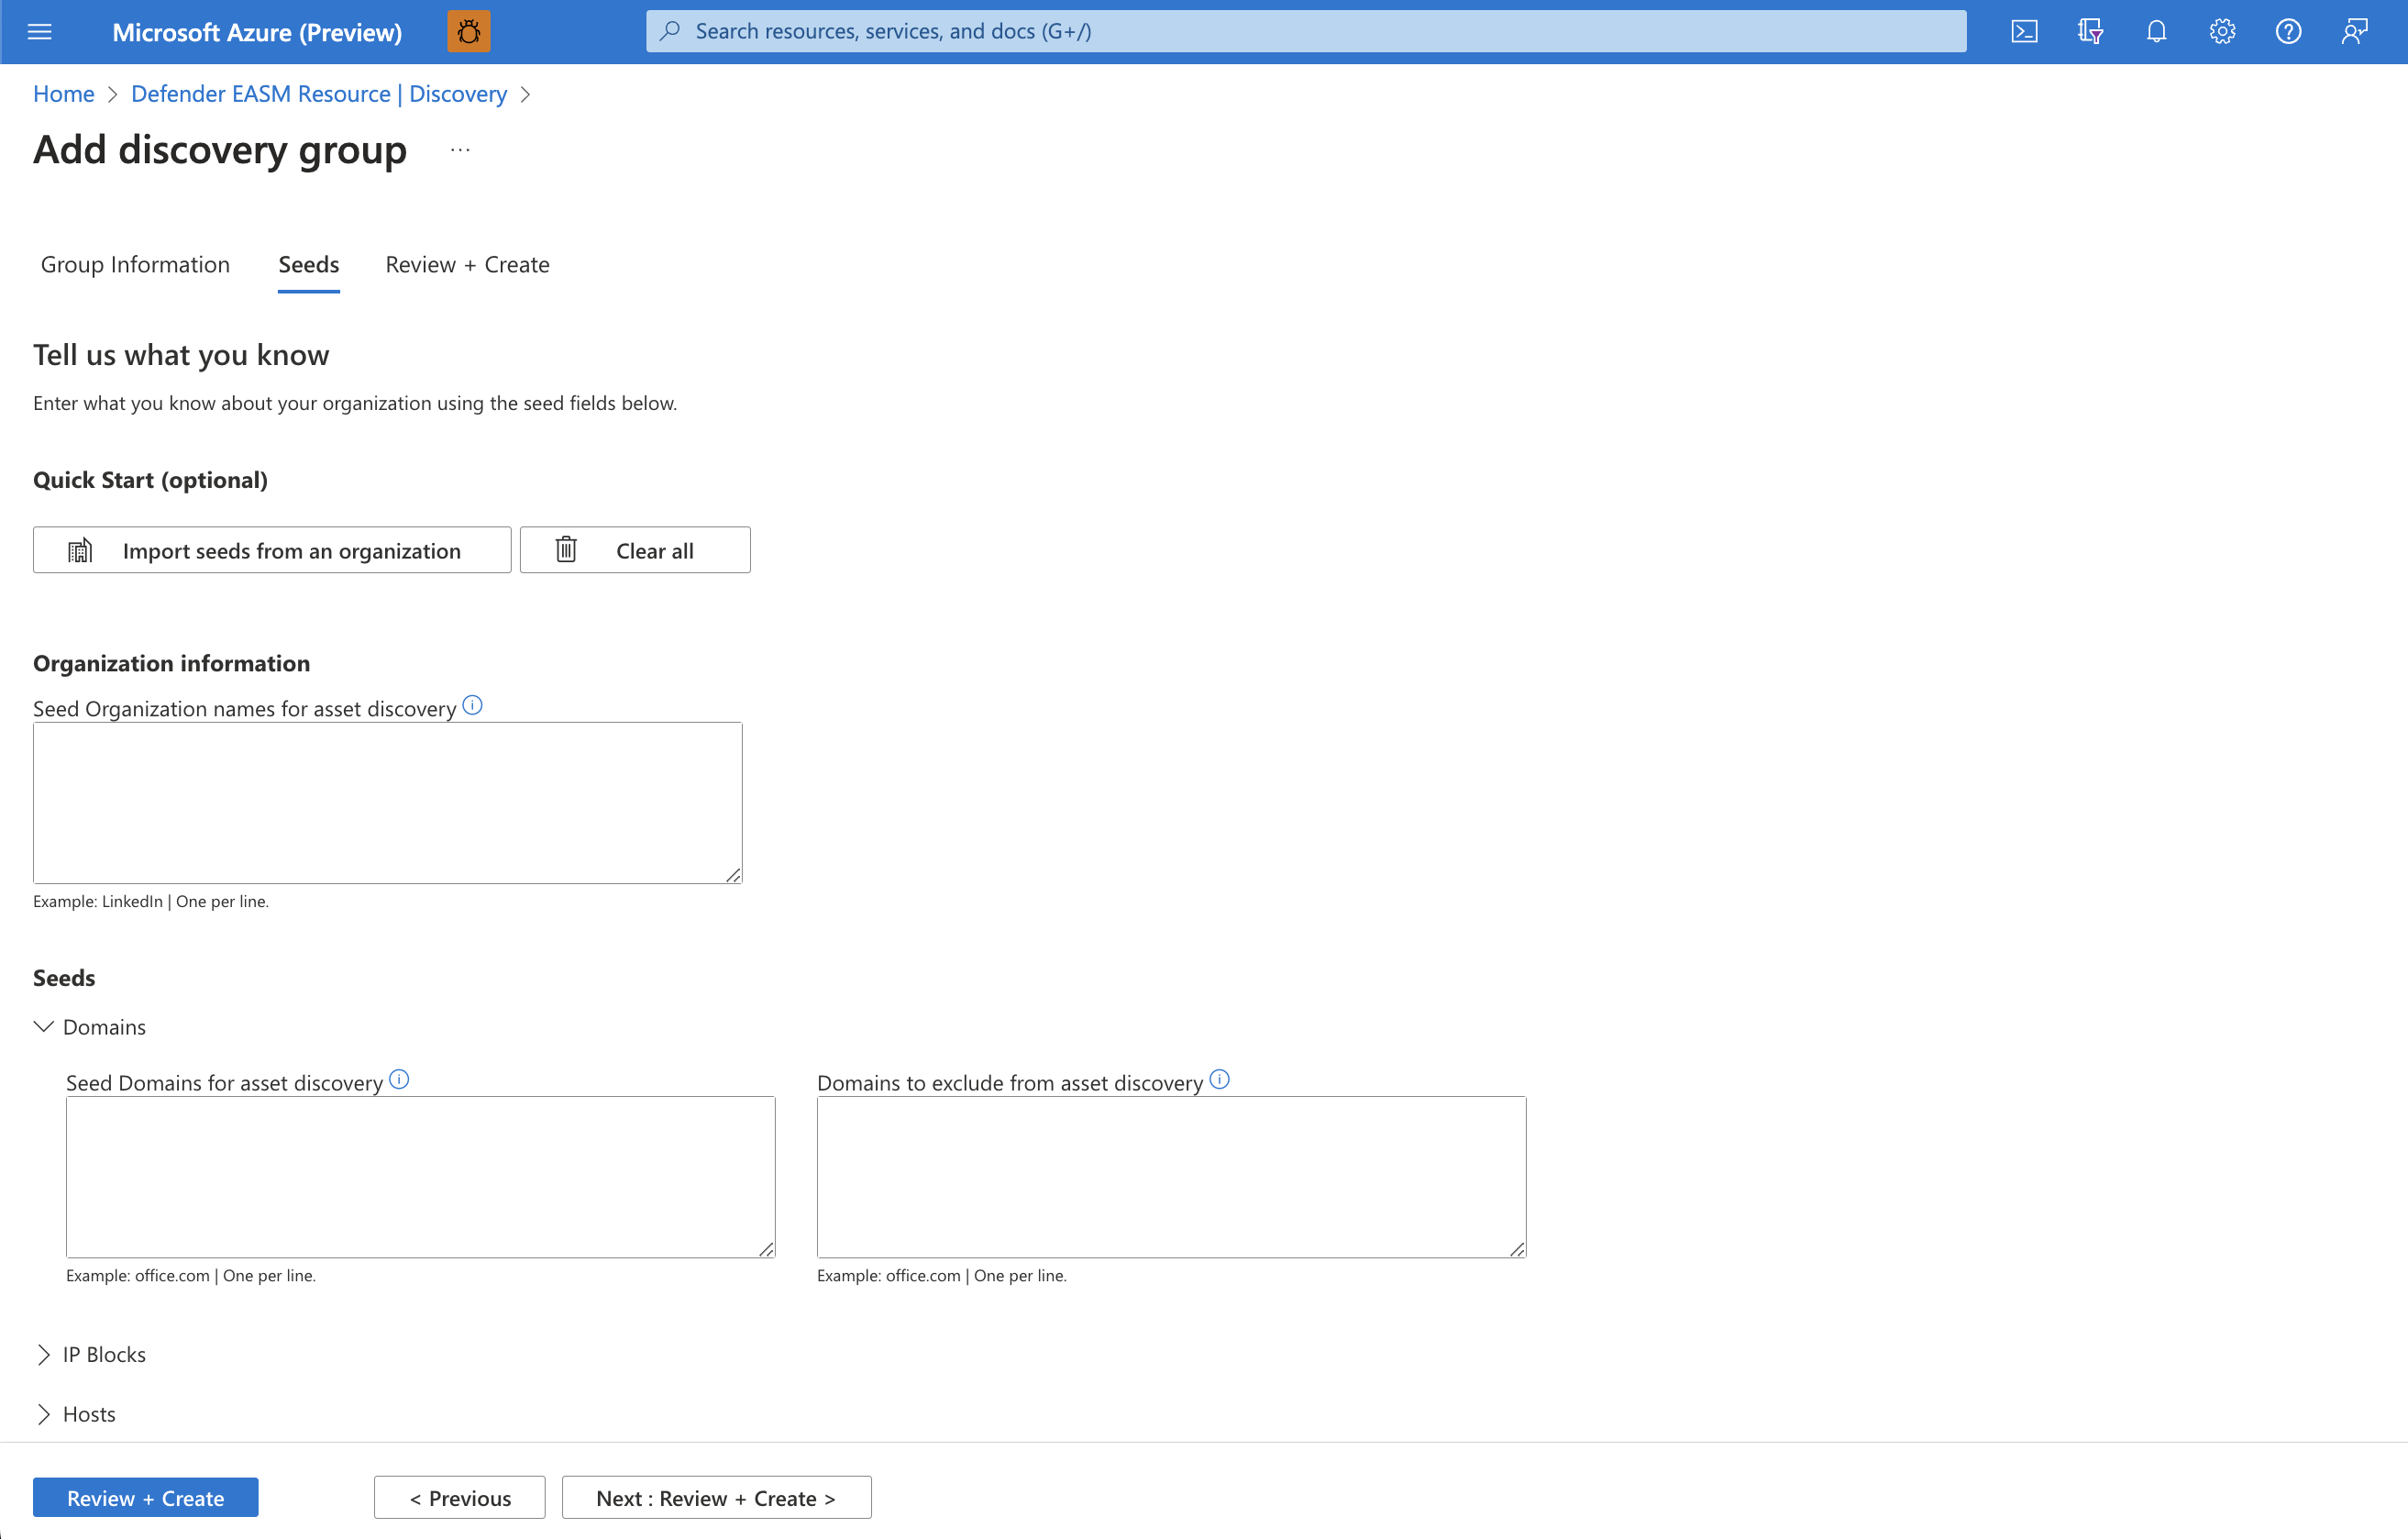 Microsoft Azure (Preview)
Search resources, services, and docs (G+/)
Home > Defender EASM Resource | Discovery >
Add discovery group ...
Group Information
Seeds
Review + Create
Tell us what you know
Enter what you know about your organization using the seed fields below.
Quick Start (optional)
Import seeds from an organization
Clear all
Organization information
Seed Organization names for asset discovery
Example: LinkedIn | One per line.
Seeds
Domains
Seed Domains for asset discovery
Domains to exclude from asset discovery
Example: office.com | One per line.
Example: office.com | One per line.
IP Blocks
Hosts
Review + Create
< Previous
Next : Review + Create >